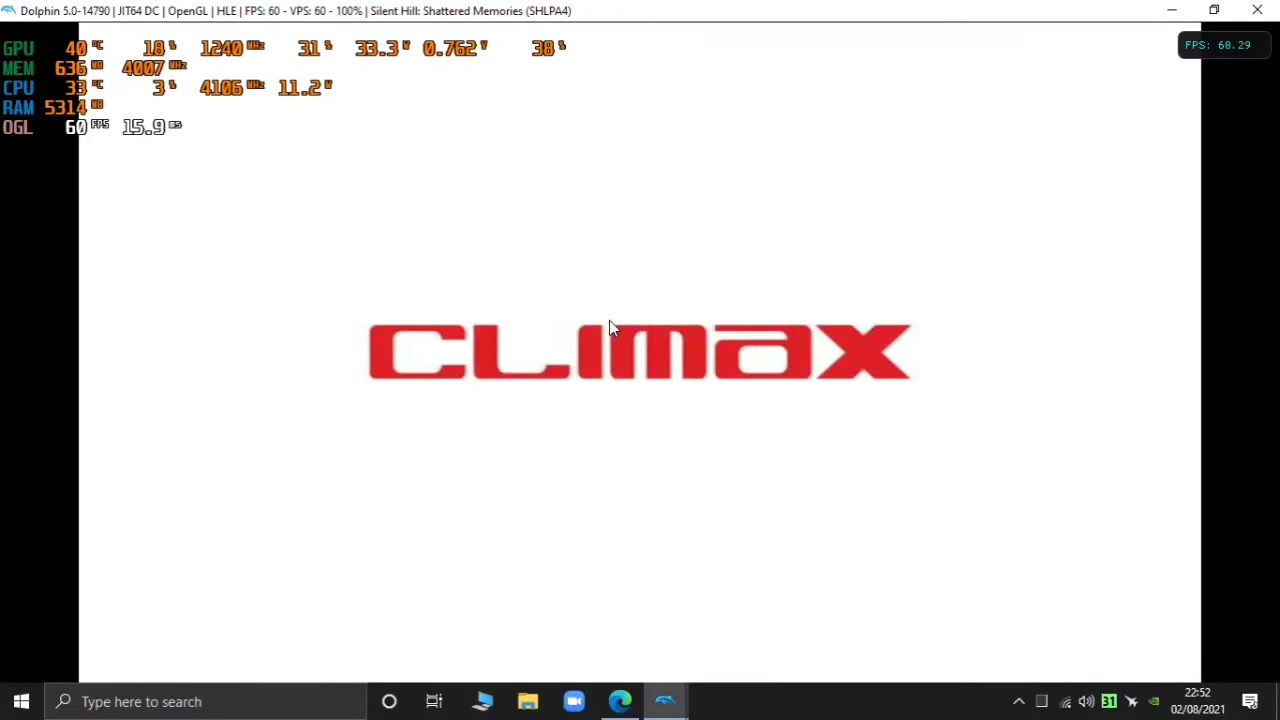 Dolphin 5.0-14790 | JIT64 DC | OpenGL | HLE | FPS: 60 - VPS: 60 - 100% | Silent Hill: Shattered Memories (SHLPA4)
GPU 40 °C 18 % 1240 MHz 31 % 33.3 W 0.762 V 38 %
FPS: 60.29
MEM 636 MB 4007 MHz
CPU 33 °C 3 % 4106 MHz 11.2 W
RAM 5314 MB
OGL 60 FPS 15.9 ms
CLIMAX
Type here to search
31
22:52
02/08/2021